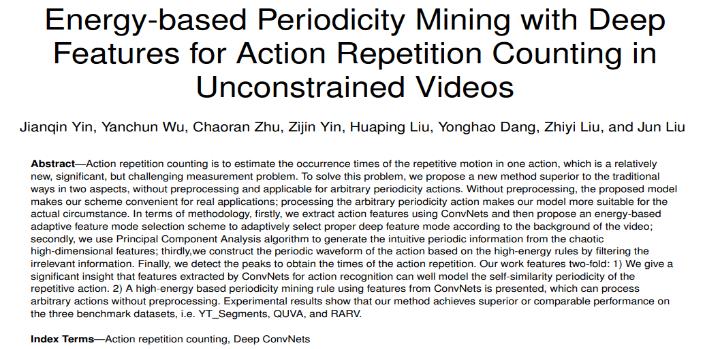 Energy-based Periodicity Mining with Deep
Features for Action Repetition Counting in
Unconstrained Videos
Jianqin Yin, Yanchun Wu, Chaoran Zhu, Zijin Yin, Huaping Liu, Yonghao Dang, Zhiyi Liu, and Jun Liu
Abstract—Action repetition counting is to estimate the occurrence times of the repetitive motion in one action, which is a relatively
new, significant, but challenging measurement problem. To solve this problem, we propose a new method superior to the traditional
ways in two aspects, without preprocessing and applicable for arbitrary periodicity actions. Without preprocessing, the proposed model
makes our scheme convenient for real applications; processing the arbitrary periodicity action makes our model more suitable for the
actual circumstance. In terms of methodology, firstly, we extract action features using ConvNets and then propose an energy-based
adaptive feature mode selection scheme to adaptively select proper deep feature mode according to the background of the video;
secondly, we use Principal Component Analysis algorithm to generate the intuitive periodic information from the chaotic
high-dimensional features; thirdly,we construct the periodic waveform of the action based on the high-energy rules by filtering the
irrelevant information. Finally, we detect the peaks to obtain the times of the action repetition. Our work features two-fold: 1) We give a
significant insight that features extracted by ConvNets for action recognition can well model the self-similarity periodicity of the
repetitive action. 2) A high-energy based periodicity mining rule using features from ConvNets is presented, which can process
arbitrary actions without preprocessing. Experimental results show that our method achieves superior or comparable performance on
the three benchmark datasets, i.e. YT_Segments, QUVA, and RARV.
Index Terms—Action repetition counting, Deep ConvNets